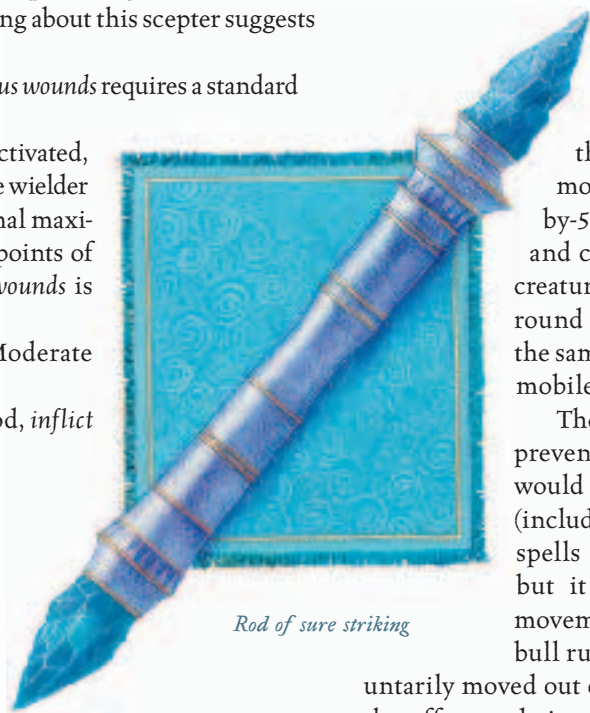 ng about this scepter suggests
us wounds requires a standard
ctivated,
e wielder
nal maxi-
points of
wounds is
Moderate
od, inflict
Rod of sure striking
th
mo
by-5
and c
creatur
round
the sam
mobile
The
preven
would
(includ
spells
but it
movem
bull ru
untarily moved out